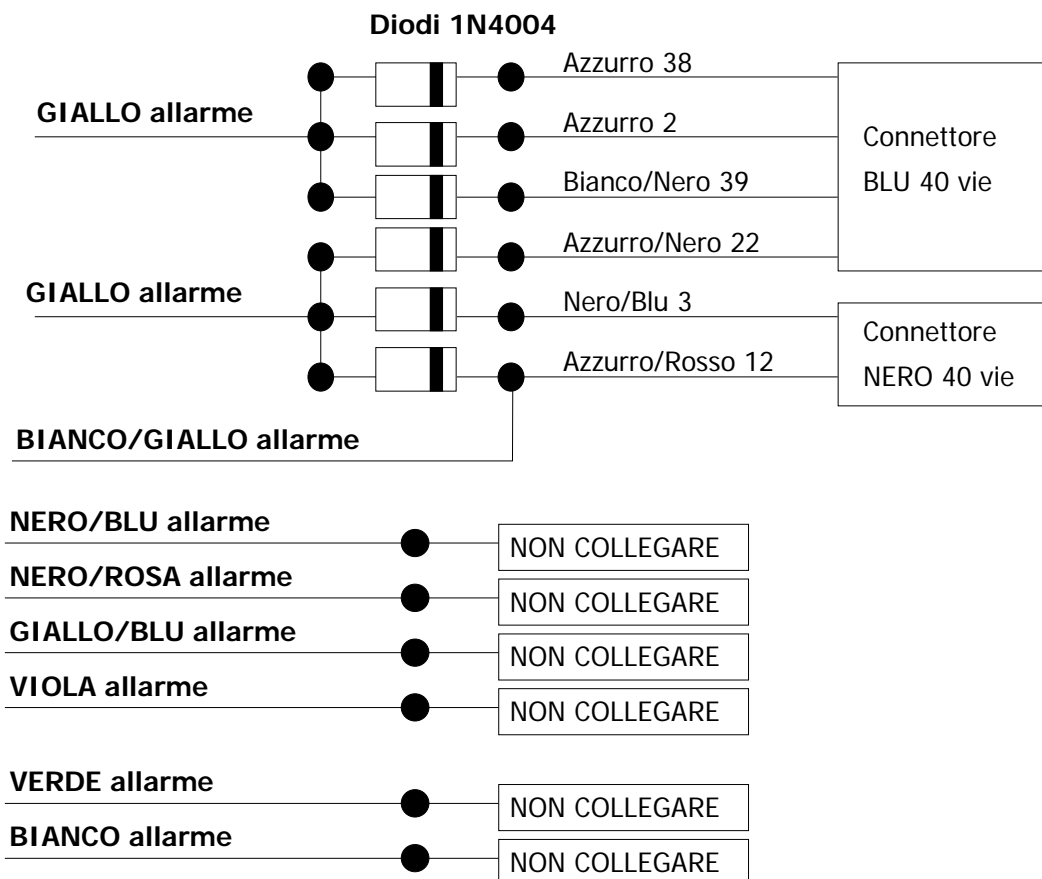 Diodi 1N4004
Azzurro 38
GIALLO allarme
Azzurro 2
Connettore
BLU 40 vie
Bianco/Nero 39
Azzurro/Nero 22
GIALLO allarme
Nero/Blu 3
Connettore
NERO 40 vie
Azzurro/Rosso 12
BIANCO/GIALLO allarme
NERO/BLU allarme
NON COLLEGARE
NERO/ROSA allarme
NON COLLEGARE
GIALLO/BLU allarme
NON COLLEGARE
VIOLA allarme
NON COLLEGARE
VERDE allarme
NON COLLEGARE
BIANCO allarme
NON COLLEGARE